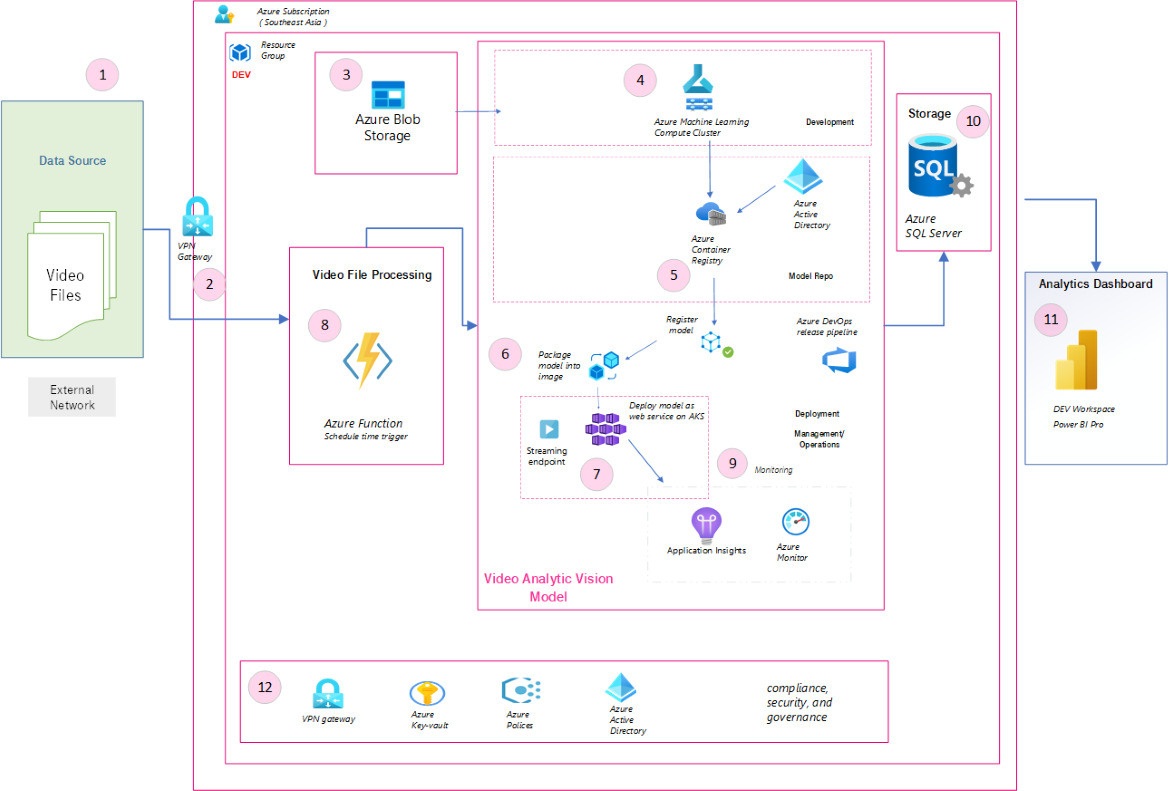 Azure Subscription
( Southeast Asia )
Resource
Group
DEV
1
Data Source
Video
Files
External
Network
VPN
Gateway
2
3
Azure Blob
Storage
4
Azure Machine Learning
Compute Cluster
Development
Azure
Active
Directory
Azure
Container
Registry
5
Model Repo
Video File Processing
8
Azure Function
Schedule time trigger
Register
model
Azure DevOps
release pipeline
6
Package
model into
image
Deploy model as
web service on AKS
Streaming
endpoint
7
Deployment
Management/
Operations
9
Monitoring
Application Insights
Azure
Monitor
Video Analytic Vision
Model
Storage
10
SQL
Azure
SQL Server
Analytics Dashboard
11
DEV Workspace
Power BI Pro
12
VPN gateway
Azure
Key-vault
Azure
Polices
Azure
Active
Directory
compliance,
security, and
governance